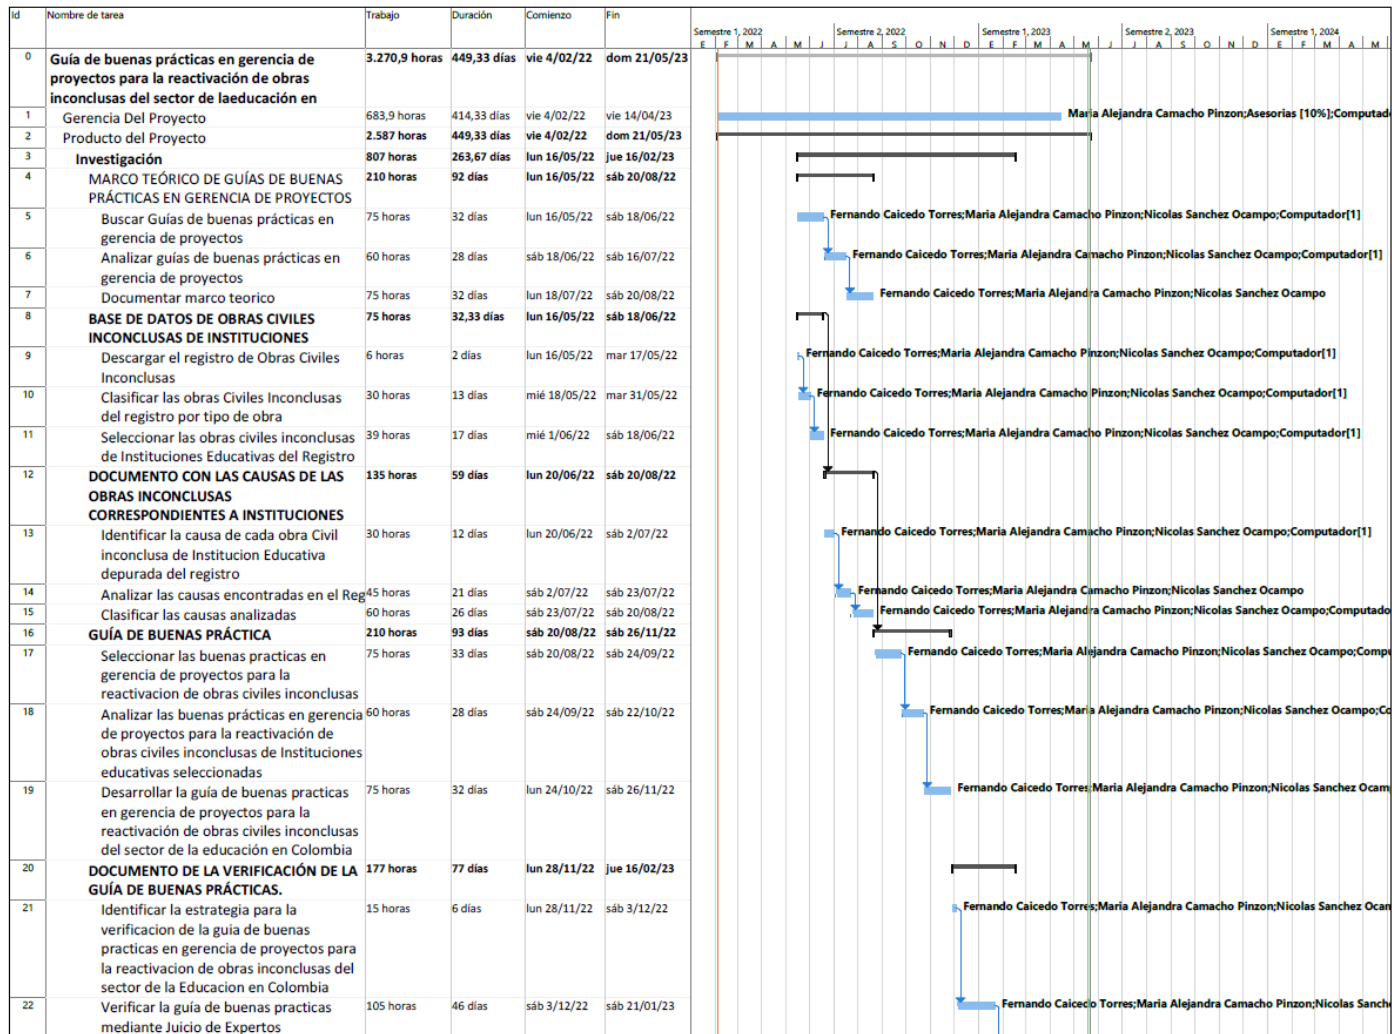 Id Nombre de tarea Trabajo Duración Comienzo Fin
Semestre 1, 2022 Semestre 2, 2022 Semestre 1, 2023 Semestre 2, 2023 Semestre 1, 2024
E F M A M J J A S O N D E F M A M J J A S O N D E F M A M
0 Guía de buenas prácticas en gerencia de 3.270,9 horas 449,33 días vie 4/02/22 dom 21/05/23
proyectos para la reactivación de obras
inconclusas del sector de laeducación en
1 Gerencia Del Proyecto 683,9 horas 414,33 días vie 4/02/22 vie 14/04/23 Maria Alejandra Camacho Pinzon;Asesorias [10%];Computad
2 Producto del Proyecto 2.587 horas 449,33 días vie 4/02/22 dom 21/05/23
3 Investigación 807 horas 263,67 días lun 16/05/22 jue 16/02/23
4 MARCO TEÓRICO DE GUÍAS DE BUENAS 210 horas 92 días lun 16/05/22 sáb 20/08/22
PRÁCTICAS EN GERENCIA DE PROYECTOS
5 Buscar Guías de buenas prácticas en 75 horas 32 días lun 16/05/22 sáb 18/06/22 Fernando Caicedo Torres;Maria Alejandra Camacho Pinzon;Nicolas Sanchez Ocampo;Computador[1]
gerencia de proyectos
6 Analizar guías de buenas prácticas en 60 horas 28 días sáb 18/06/22 sáb 16/07/22 Fernando Caicedo Torres;Maria Alejandra Camacho Pinzon;Nicolas Sanchez Ocampo;Computador[1]
gerencia de proyectos
7 Documentar marco teorico 75 horas 32 días lun 18/07/22 sáb 20/08/22 Fernando Caicedo Torres;Maria Alejandra Camacho Pinzon;Nicolas Sanchez Ocampo
8 BASE DE DATOS DE OBRAS CIVILES 75 horas 32,33 días lun 16/05/22 sáb 18/06/22
INCONCLUSAS DE INSTITUCIONES
9 Descargar el registro de Obras Civiles 6 horas 2 días lun 16/05/22 mar 17/05/22 Fernando Caicedo Torres;Maria Alejandra Camacho Pinzon;Nicolas Sanchez Ocampo;Computador[1]
Inconclusas
10 Clasificar las obras Civiles Inconclusas 30 horas 13 días mié 18/05/22 mar 31/05/22 Fernando Caicedo Torres;Maria Alejandra Camacho Pinzon;Nicolas Sanchez Ocampo;Computador[1]
del registro por tipo de obra
11 Seleccionar las obras civiles inconclusas 39 horas 17 días mié 1/06/22 sáb 18/06/22 Fernando Caicedo Torres;Maria Alejandra Camacho Pinzon;Nicolas Sanchez Ocampo;Computador[1]
de Instituciones Educativas del Registro
12 DOCUMENTO CON LAS CAUSAS DE LAS 135 horas 59 días lun 20/06/22 sáb 20/08/22
OBRAS INCONCLUSAS
CORRESPONDIENTES A INSTITUCIONES
13 Identificar la causa de cada obra Civil 30 horas 12 días lun 20/06/22 sáb 2/07/22 Fernando Caicedo Torres;Maria Alejandra Camacho Pinzon;Nicolas Sanchez Ocampo;Computador[1]
inconclusa de Institucion Educativa
depurada del registro
14 Analizar las causas encontradas en el Reg 45 horas 21 días sáb 2/07/22 sáb 23/07/22 Fernando Caicedo Torres;Maria Alejandra Camacho Pinzon;Nicolas Sanchez Ocampo
15 Clasificar las causas analizadas 60 horas 26 días sáb 23/07/22 sáb 20/08/22 Fernando Caicedo Torres;Maria Alejandra Camacho Pinzon;Nicolas Sanchez Ocampo;Computado
16 GUÍA DE BUENAS PRÁCTICA 210 horas 93 días sáb 20/08/22 sáb 26/11/22
17 Seleccionar las buenas practicas en 75 horas 33 días sáb 20/08/22 sáb 24/09/22 Fernando Caicedo Torres;Maria Alejandra Camacho Pinzon;Nicolas Sanchez Ocampo;Compu
gerencia de proyectos para la
reactivacion de obras civiles inconclusas
18 Analizar las buenas prácticas en gerencia 60 horas 28 días sáb 24/09/22 sáb 22/10/22 Fernando Caicedo Torres;Maria Alejandra Camacho Pinzon;Nicolas Sanchez Ocampo;Co
de proyectos para la reactivación de
obras civiles inconclusas de Instituciones
educativas seleccionadas
19 Desarrollar la guía de buenas practicas 75 horas 32 días lun 24/10/22 sáb 26/11/22 Fernando Caicedo Torres;Maria Alejandra Camacho Pinzon;Nicolas Sanchez Ocam
en gerencia de proyectos para la
reactivación de obras civiles inconclusas
del sector de la educación en Colombia
20 DOCUMENTO DE LA VERIFICACIÓN DE LA 177 horas 77 días lun 28/11/22 jue 16/02/23
GUÍA DE BUENAS PRÁCTICAS.
21 Identificar la estrategia para la 15 horas 6 días lun 28/11/22 sáb 3/12/22 Fernando Caicedo Torres;Maria Alejandra Camacho Pinzon;Nicolas Sanchez Ocan
verificacion de la guia de buenas
practicas en gerencia de proyectos para
la reactivacion de obras inconclusas del
sector de la Educacion en Colombia
22 Verificar la guía de buenas practicas 105 horas 46 días sáb 3/12/22 sáb 21/01/23 Fernando Caicedo Torres;Maria Alejandra Camacho Pinzon;Nicolas Sanch
mediante Juicio de Expertos